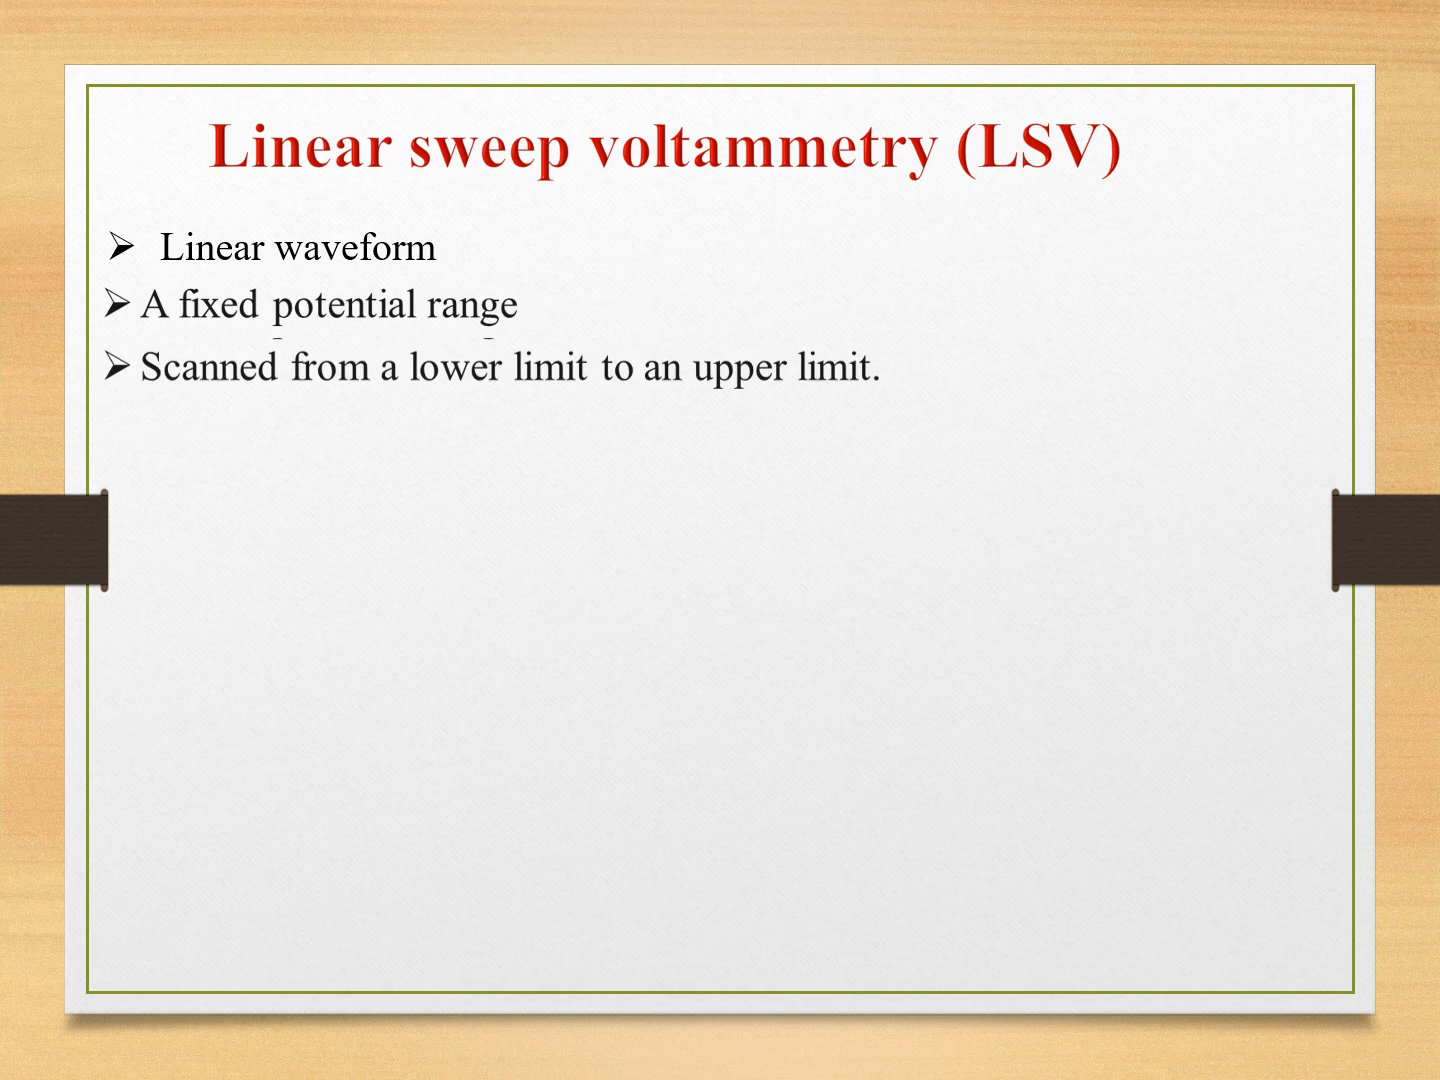 Linear sweep voltammetry (LSV)
➢ Linear waveform
➢ A fixed potential range
➢ Scanned from a lower limit to an upper limit.